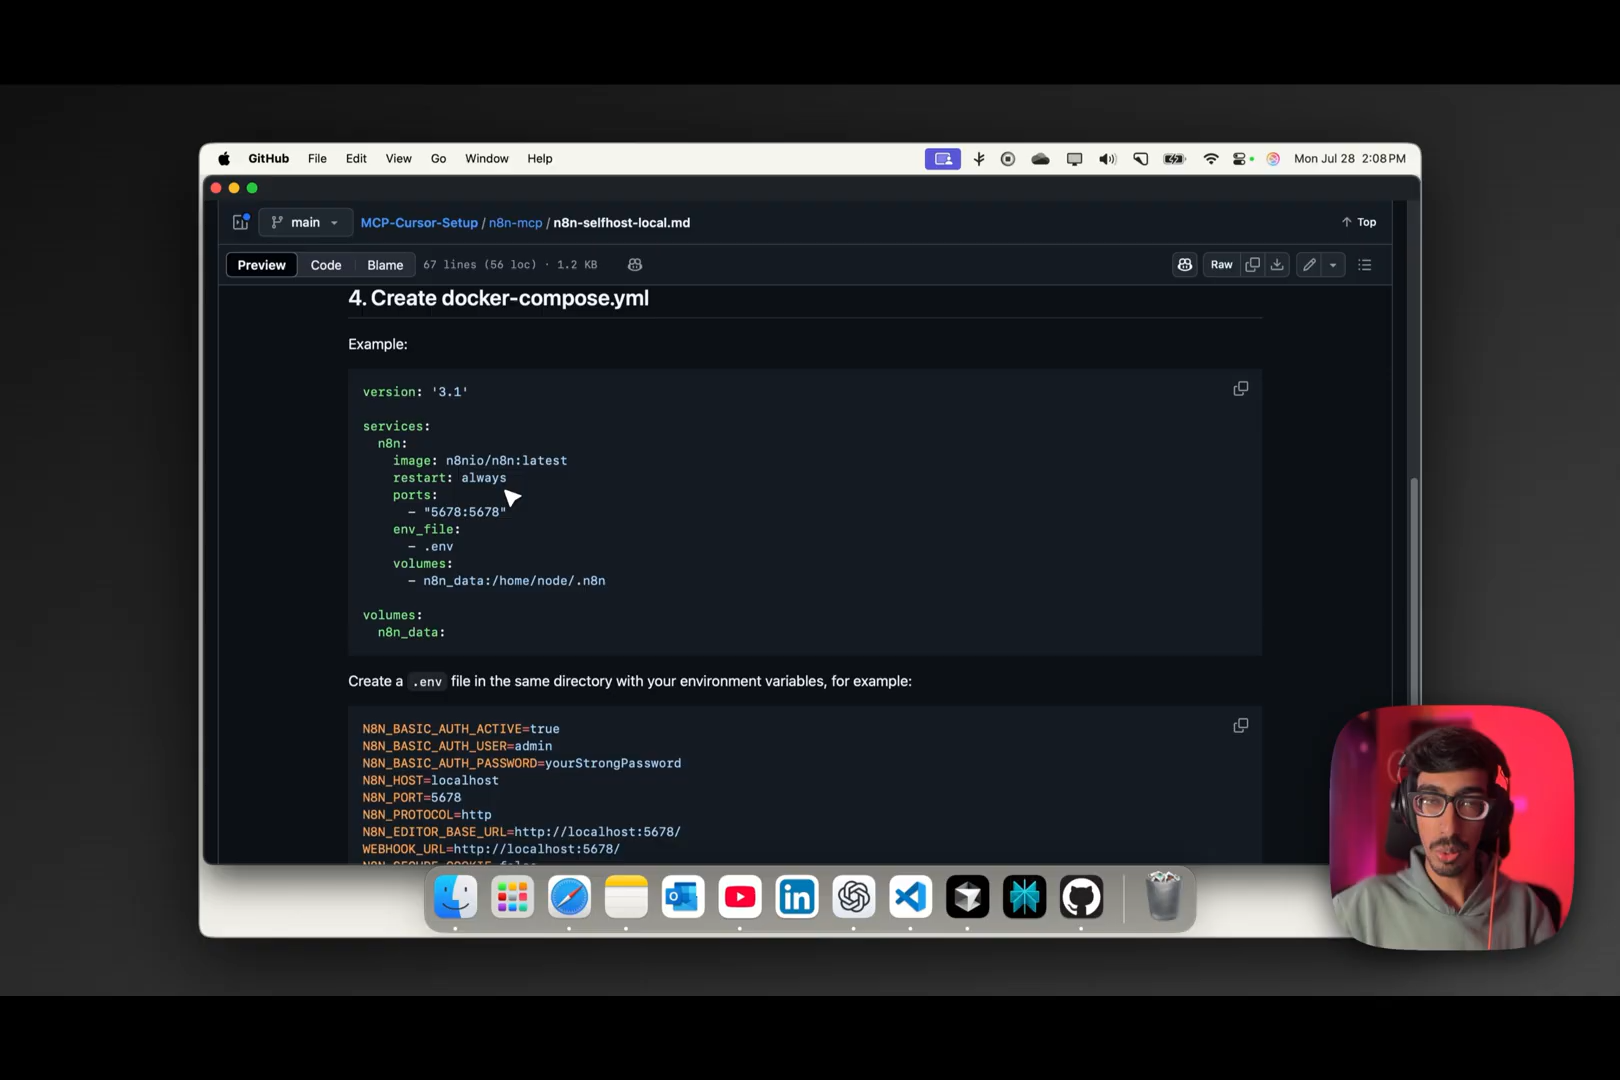 GitHub File Edit View Go Window Help Mon Jul 28 2:08 PM
main MCP-Cursor-Setup / n8n-mcp / n8n-selfhost-local.md Top
Preview Code Blame 67 lines (56 loc) · 1.2 KB Raw
4. Create docker-compose.yml
Example:
version: '3.1'
services:
n8n:
image: n8nio/n8n:latest
restart: always
ports:
- "5678:5678"
env_file:
- .env
volumes:
- n8n_data:/home/node/.n8n
volumes:
n8n_data:
Create a .env file in the same directory with your environment variables, for example:
N8N_BASIC_AUTH_ACTIVE=true
N8N_BASIC_AUTH_USER=admin
N8N_BASIC_AUTH_PASSWORD=yourStrongPassword
N8N_HOST=localhost
N8N_PORT=5678
N8N_PROTOCOL=http
N8N_EDITOR_BASE_URL=http://localhost:5678/
WEBHOOK_URL=http://localhost:5678/
in